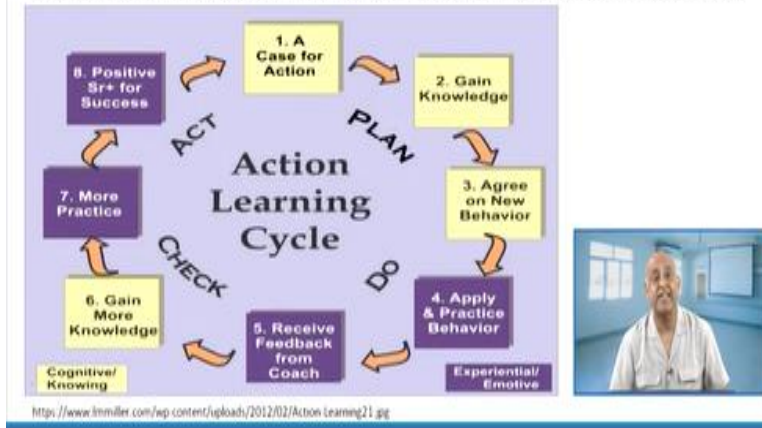 1. A
Case for
Action
2. Gain
Knowledge
3. Agree
on New
Behavior
4. Apply
& Practice
Behavior
5. Receive
Feedback
from
Coach
6. Gain
More
Knowledge
7. More
Practice
8. Positive
Sr+ for
Success
PLAN
DO
CHECK
ACT
Action
Learning
Cycle
Cognitive/
Knowing
Experiential/
Emotive
https://www.lmmiller.com/wp-content/uploads/2012/02/Action-Learning21.jpg